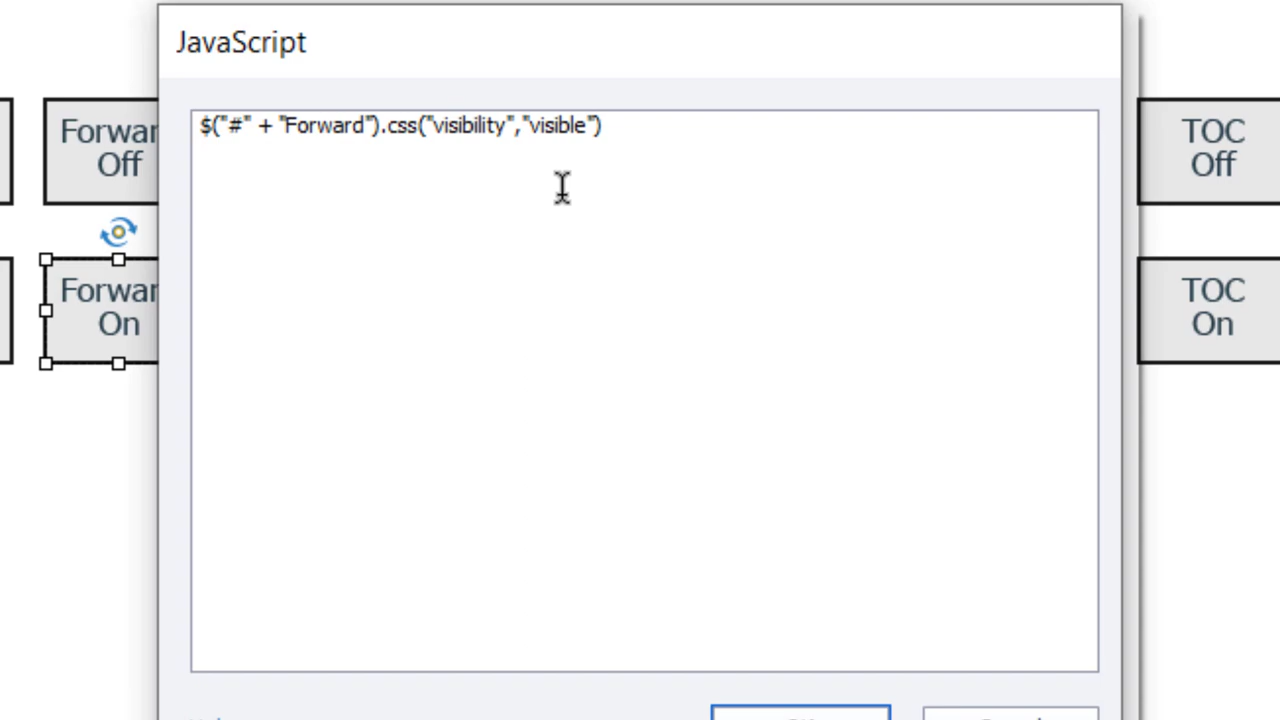 JavaScript
$("#" + "Forward").css("visibility","visible")
Forwar
Off
TOC
Off
Forwar
On
TOC
On